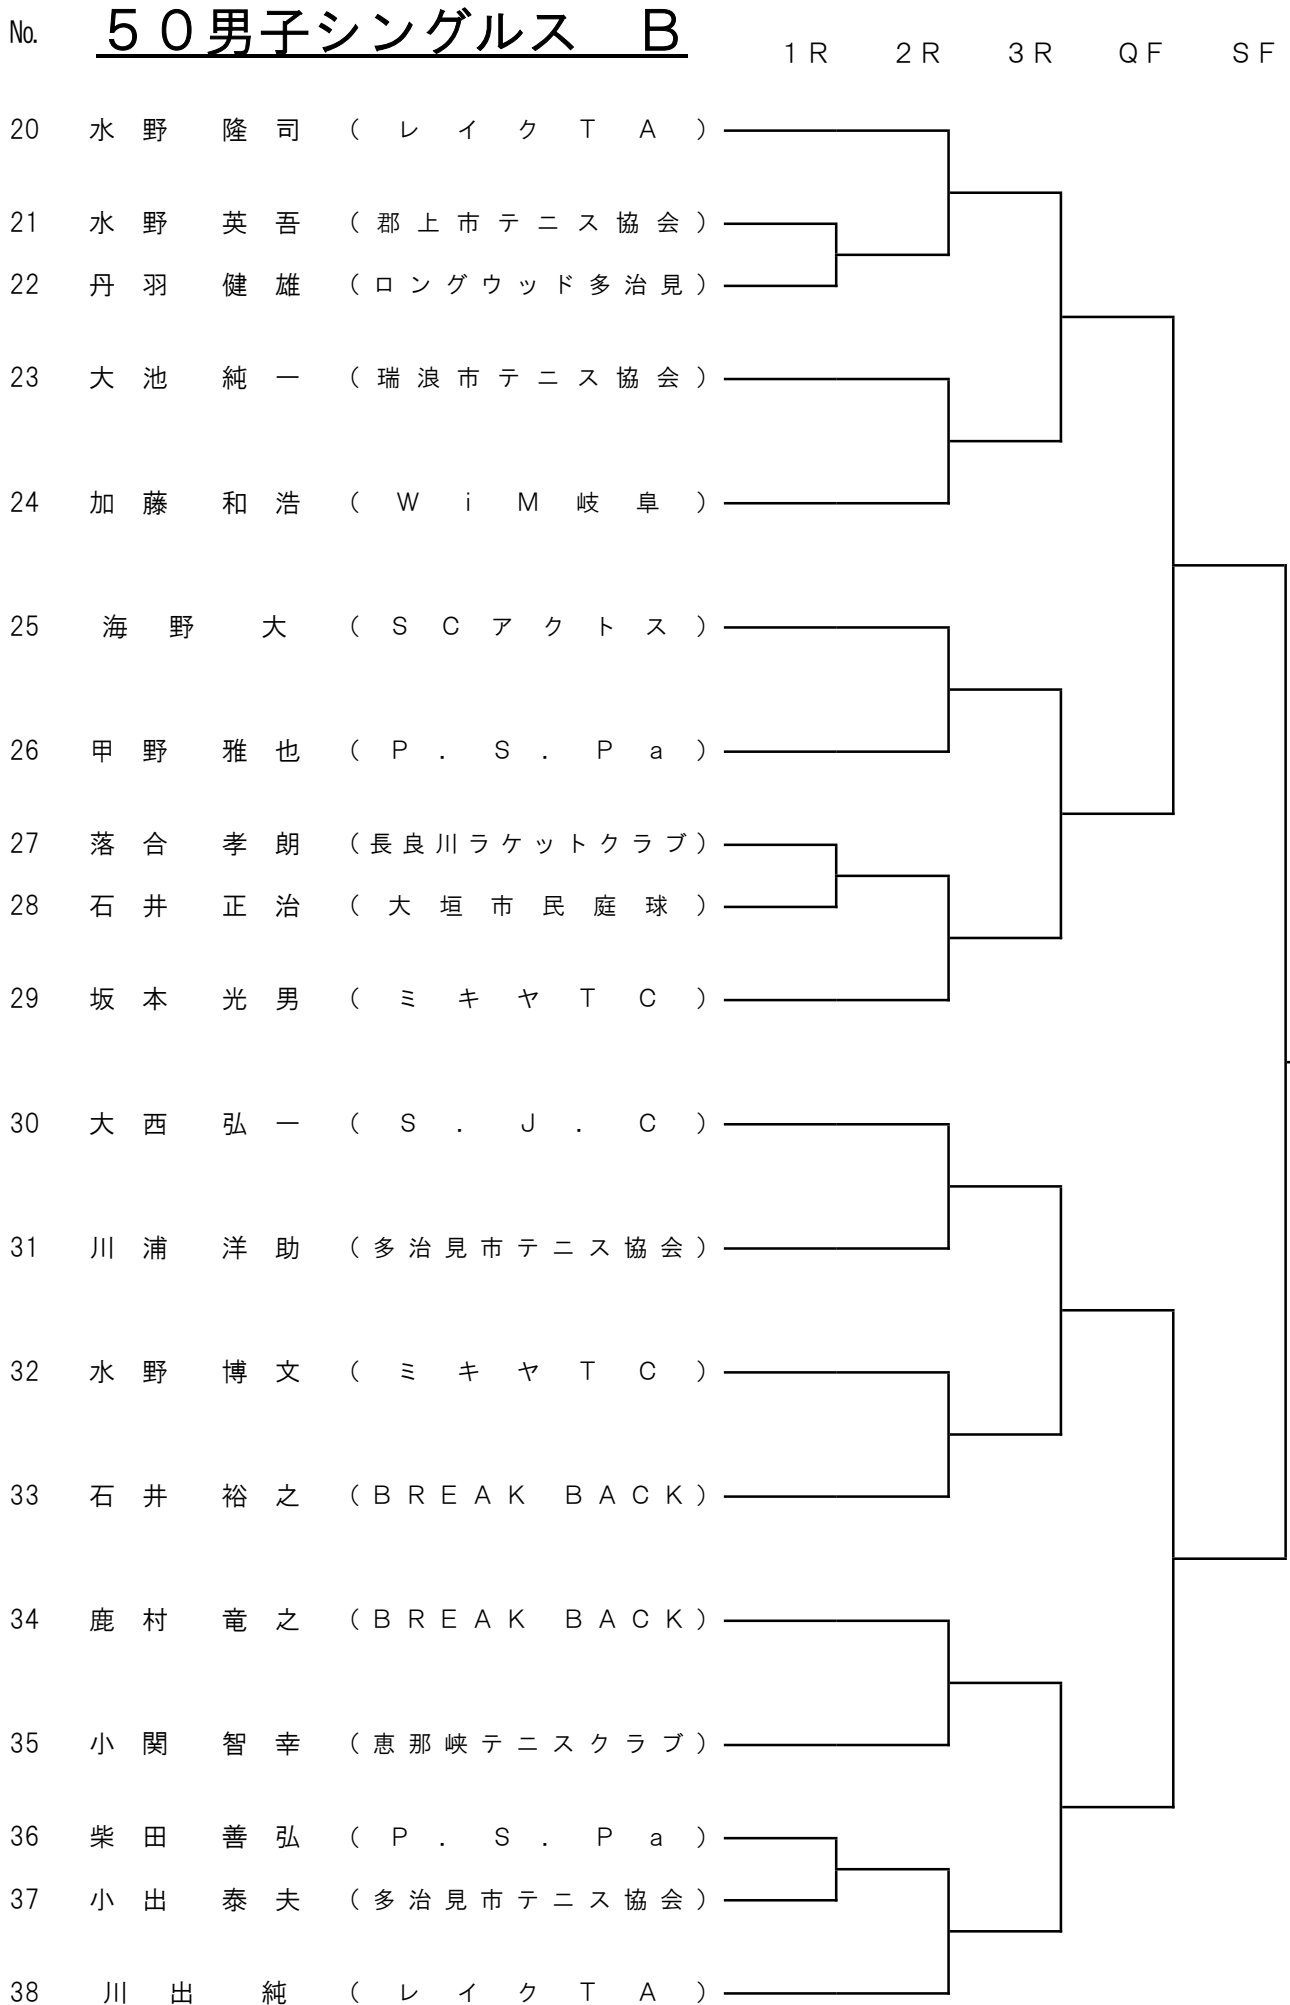 No. ５０男子シングルス　Ｂ １Ｒ ２Ｒ ３Ｒ ＱＦ ＳＦ
20 水野 隆司 （レイクＴＡ）
21 水野 英吾 （郡上市テニス協会）
22 丹羽 健雄 （ロングウッド多治見）
23 大池 純一 （瑞浪市テニス協会）
24 加藤 和浩 （ＷｉＭ岐阜）
25 海野 大 （ＳＣアクトス）
26 甲野 雅也 （Ｐ．Ｓ．Ｐａ）
27 落合 孝朗 （長良川ラケットクラブ）
28 石井 正治 （大垣市民庭球）
29 坂本 光男 （ミキヤＴＣ）
30 大西 弘一 （Ｓ．Ｊ．Ｃ）
31 川浦 洋助 （多治見市テニス協会）
32 水野 博文 （ミキヤＴＣ）
33 石井 裕之 （ＢＲＥＡＫ　ＢＡＣＫ）
34 鹿村 竜之 （ＢＲＥＡＫ　ＢＡＣＫ）
35 小関 智幸 （恵那峡テニスクラブ）
36 柴田 善弘 （Ｐ．Ｓ．Ｐａ）
37 小出 泰夫 （多治見市テニス協会）
38 川出 純 （レイクＴＡ）